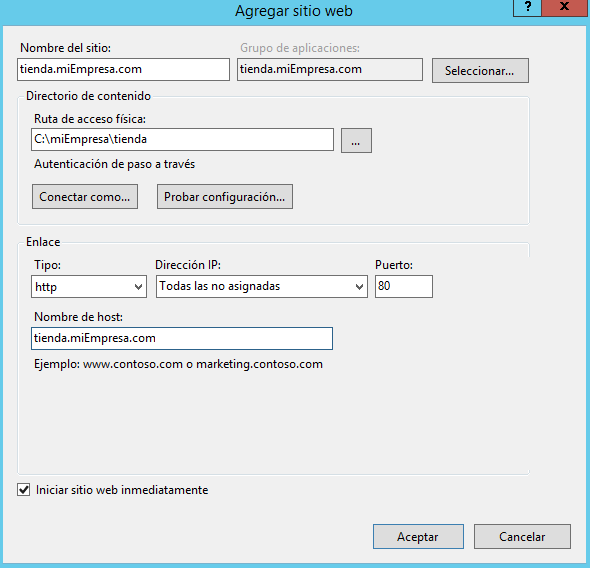 Agregar sitio web
? x
Nombre del sitio: Grupo de aplicaciones:
tienda.miEmpresa.com tienda.miEmpresa.com Seleccionar...
Directorio de contenido
Ruta de acceso física:
C:\miEmpresa\tienda ...
Autenticación de paso a través
Conectar como... Probar configuración...
Enlace
Tipo: Dirección IP: Puerto:
http Todas las no asignadas 80
Nombre de host:
tienda.miEmpresa.com
Ejemplo: www.contoso.com o marketing.contoso.com
Iniciar sitio web inmediatamente
Aceptar Cancelar